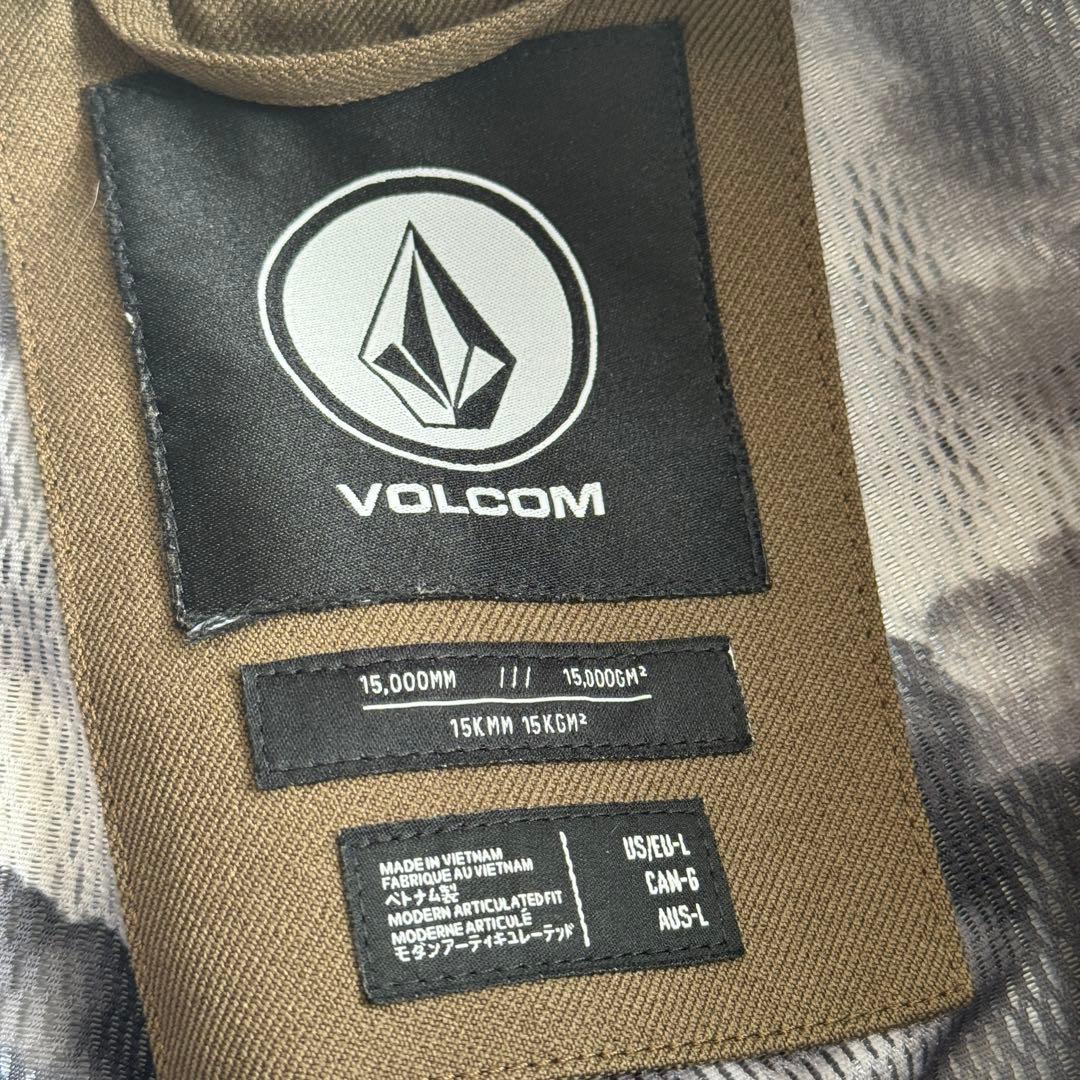 VOLCOM
15,000MM /// 15,000GM²
15KMM 15KGM²
MADE IN VIETNAM
FABRIQUE AU VIETNAM
ベトナム製
MODERN ARTICULATED FIT
MODERNE ARTICULÉ
モダンアーティキュレーテッド
US/EU-L
CAN-G
AUS-L